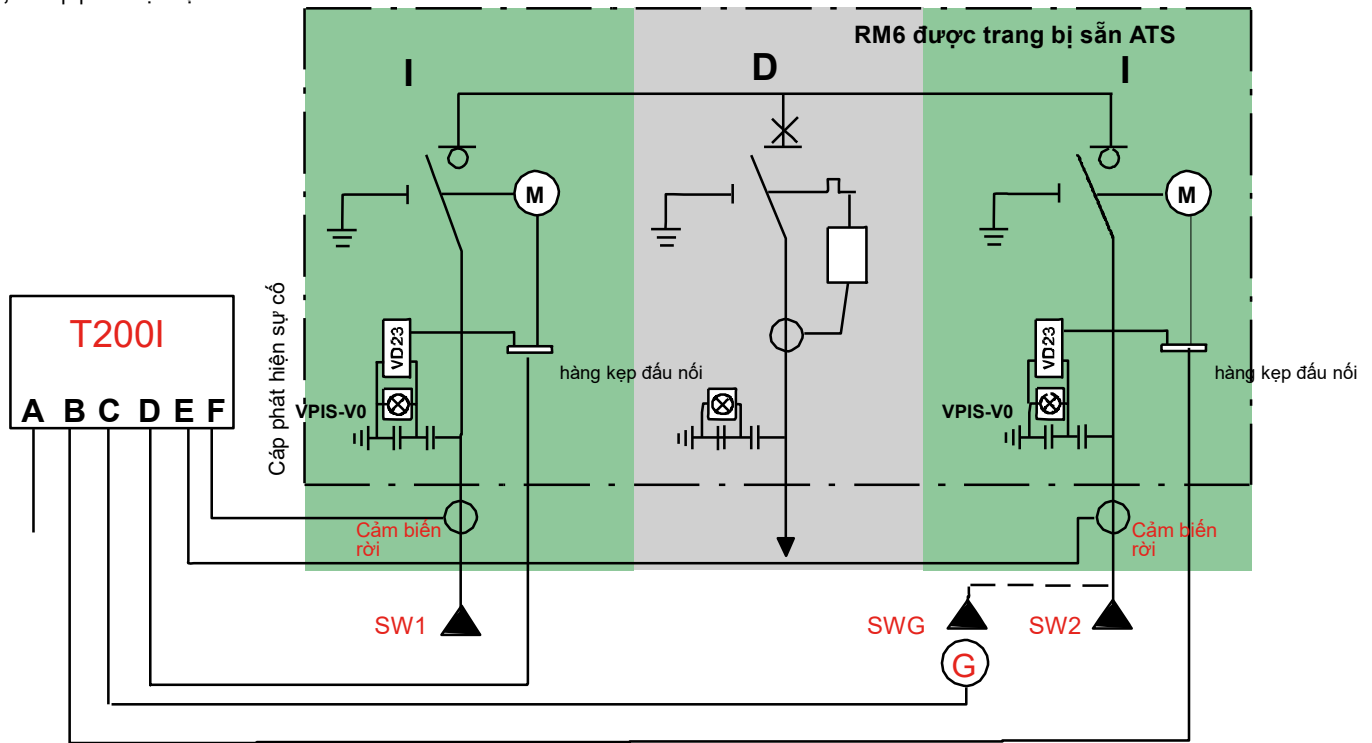 RM6 được trang bị sẵn ATS
I
D
I
M
M
T200I
A B C D E F
Cáp phát hiện sự cố
VD23
VPIS-V0
hàng kẹp đấu nối
VD23
VPIS-V0
hàng kẹp đấu nối
Cảm biến
rời
Cảm biến
rời
SW1
SWG
SW2
G